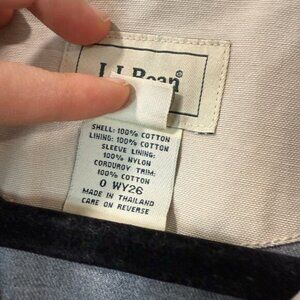 L.L.Bean®
SHELL: 100% COTTON
LINING: 100% COTTON
SLEEVE LINING:
100% NYLON
CORDUROY TRIM:
100% COTTON
0 WY26
MADE IN THAILAND
CARE ON REVERSE